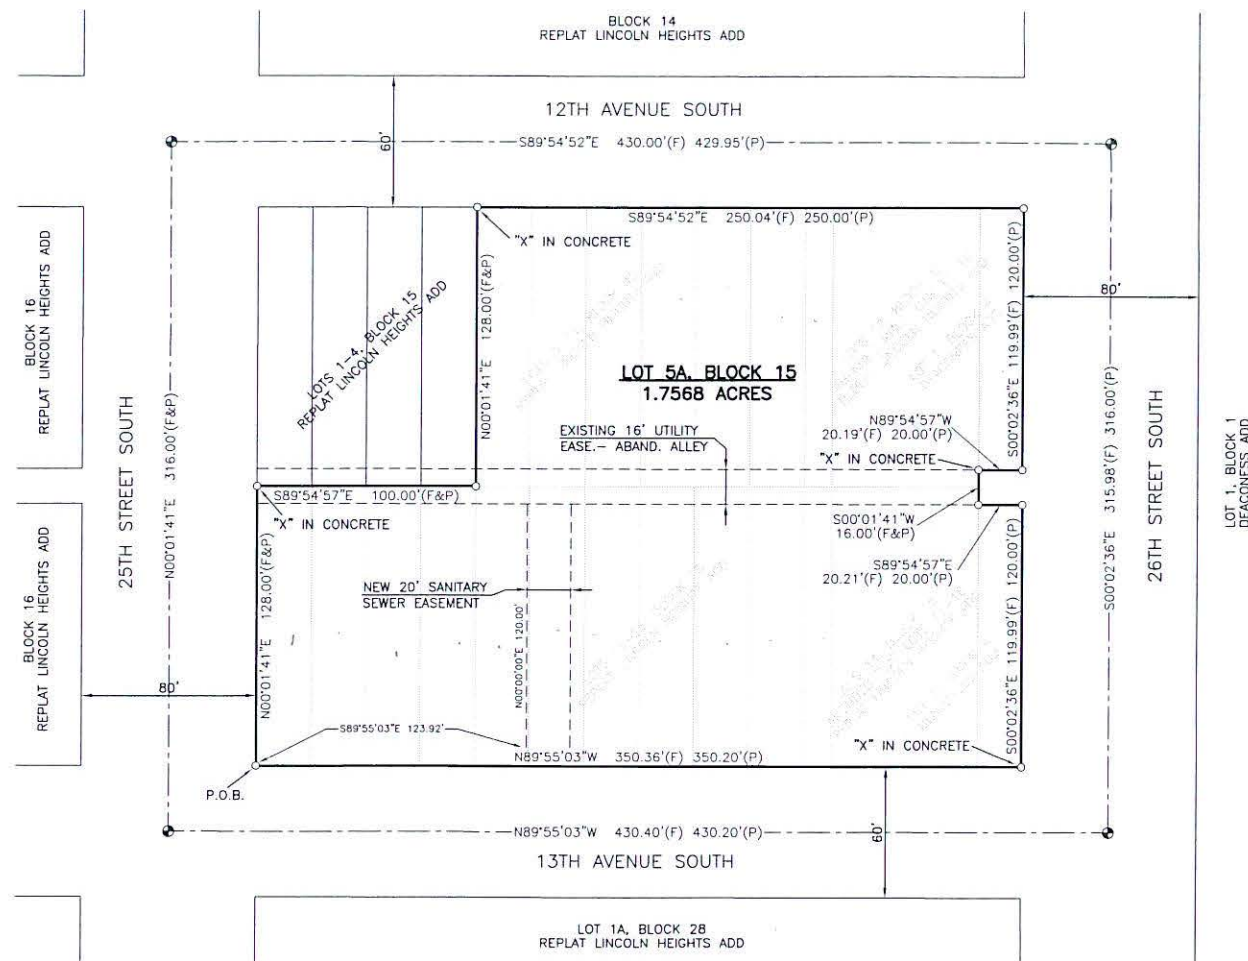 BLOCK 14
REPLAT LINCOLN HEIGHTS ADD
12TH AVENUE SOUTH
60'
S89°54'52"E 430.00'(F) 429.95'(P)
S89°54'52"E 250.04'(F) 250.00'(P)
"X" IN CONCRETE
BLOCK 16
REPLAT LINCOLN HEIGHTS ADD
LOTS 1-4, BLOCK 15
REPLAT LINCOLN HEIGHTS ADD
N00°01'41"E 128.00'(F&P)
S00°02'36"E 119.99'(F) 120.00'(P)
80'
LOT 5A, BLOCK 15
1.7568 ACRES
N89°54'57"W
20.19'(F) 20.00'(P)
EXISTING 16' UTILITY
EASE.- ABAND. ALLEY
"X" IN CONCRETE
25TH STREET SOUTH
N00°01'41"E 316.00'(F&P)
S00°02'36"E 315.98'(F) 316.00'(P)
26TH STREET SOUTH
LOT 1, BLOCK 1
DEACONESS ADD
S89°54'57"E 100.00'(F&P)
"X" IN CONCRETE
S00°01'41"W
16.00'(F&P)
S89°54'57"E
20.21'(F) 20.00'(P)
BLOCK 16
REPLAT LINCOLN HEIGHTS ADD
N00°01'41"E 128.00'(F&P)
NEW 20' SANITARY
SEWER EASEMENT
N00°00'00"E 120.00'
S00°02'36"E 119.99'(F) 120.00'(P)
80'
S89°55'03"E 123.92'
"X" IN CONCRETE
N89°55'03"W 350.36'(F) 350.20'(P)
P.O.B.
N89°55'03"W 430.40'(F) 430.20'(P)
60'
13TH AVENUE SOUTH
LOT 1A, BLOCK 28
REPLAT LINCOLN HEIGHTS ADD